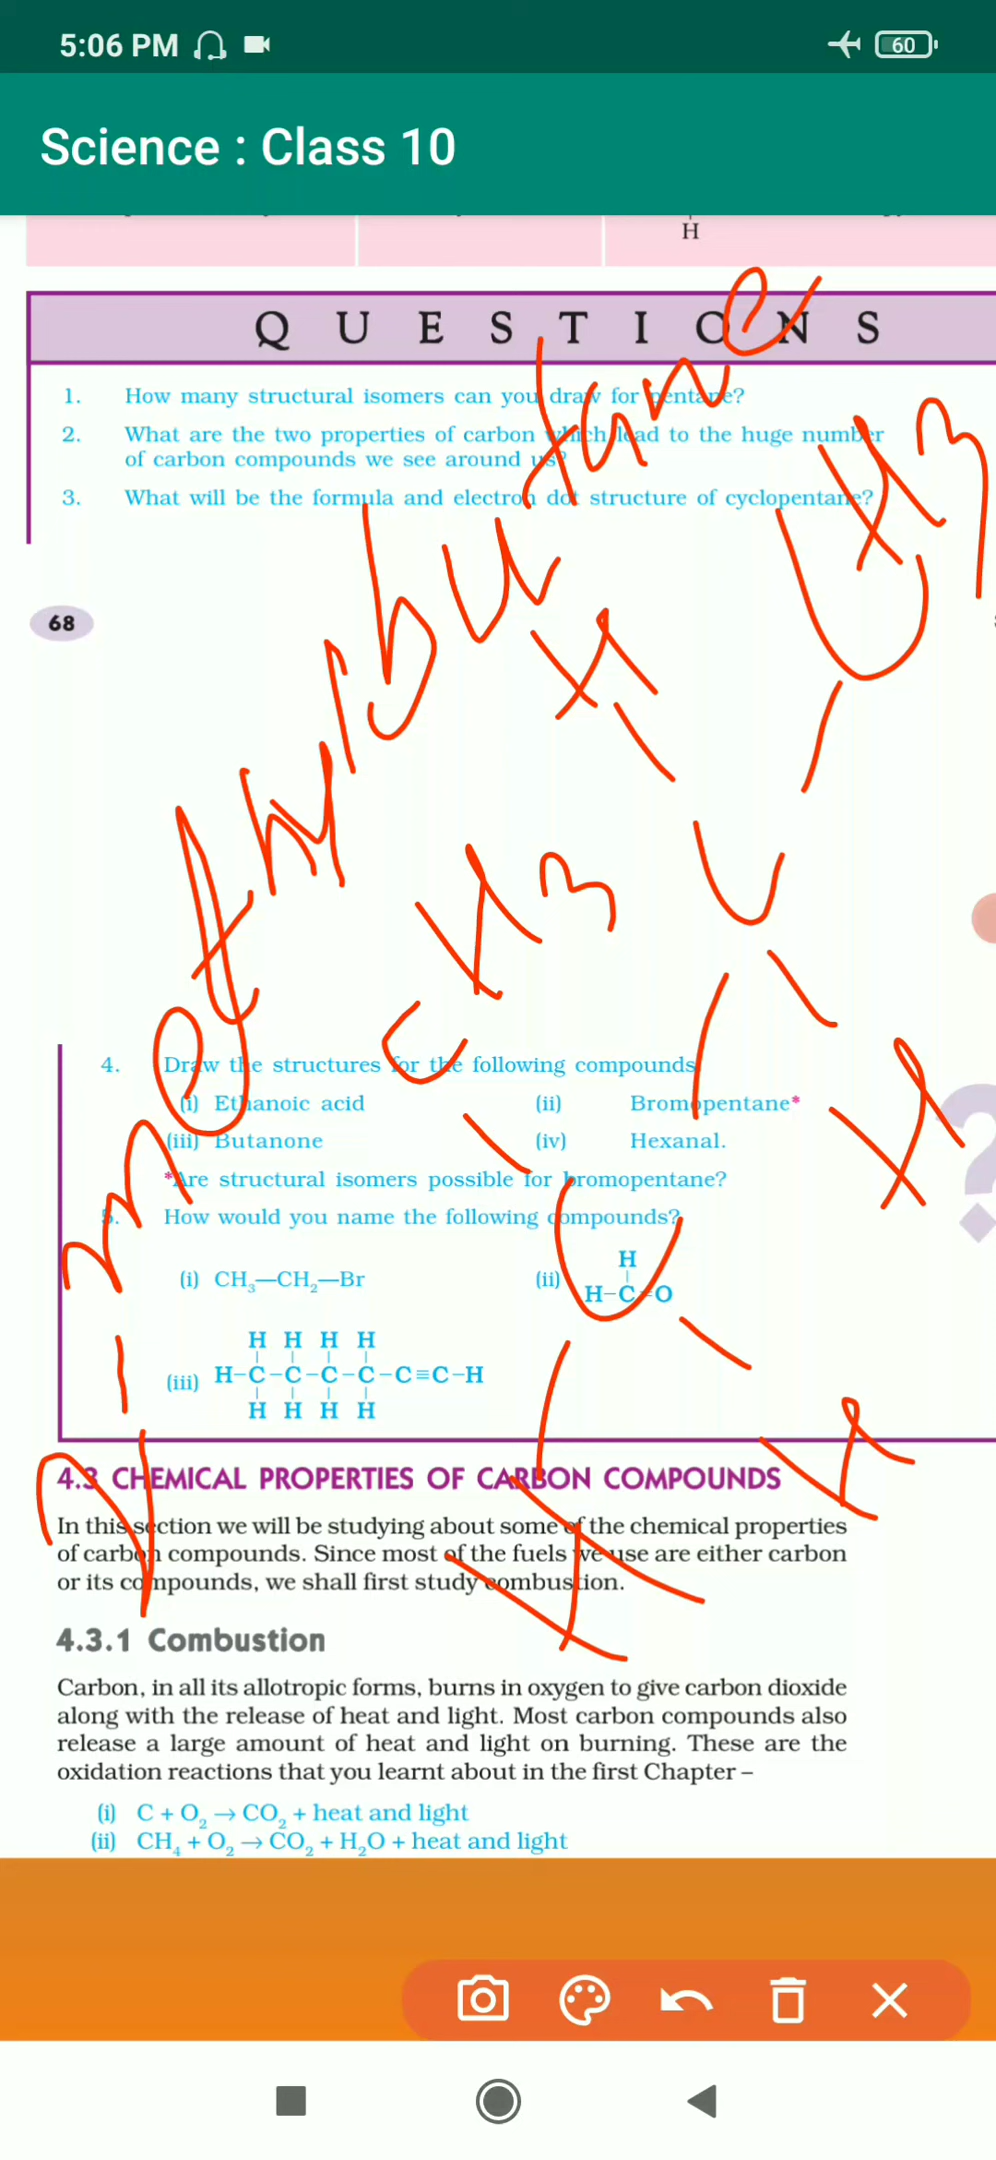 5:06 PM
60
Science : Class 10
H
QUESTIONS
1. How many structural isomers can you draw for pentane?
2. What are the two properties of carbon which lead to the huge number
of carbon compounds we see around us?
3. What will be the formula and electron dot structure of cyclopentane?
68
2-methylbutane
CH3
H
C
CH3
H
C
H
H
4. Draw the structures for the following compounds
(i) Ethanoic acid (ii) Bromopentane*
(iii) Butanone (iv) Hexanal.
*Are structural isomers possible for bromopentane?
5. How would you name the following compounds?
(i) CH₃—CH₂—Br (ii)
H
|
H–C=O
(iii)
H H H H
| | | |
H–C–C–C–C–C≡C–H
| | | |
H H H H
4.3 CHEMICAL PROPERTIES OF CARBON COMPOUNDS
In this section we will be studying about some of the chemical properties
of carbon compounds. Since most of the fuels we use are either carbon
or its compounds, we shall first study combustion.
4.3.1 Combustion
Carbon, in all its allotropic forms, burns in oxygen to give carbon dioxide
along with the release of heat and light. Most carbon compounds also
release a large amount of heat and light on burning. These are the
oxidation reactions that you learnt about in the first Chapter –
(i) C + O₂ → CO₂ + heat and light
(ii) CH₄ + O₂ → CO₂ + H₂O + heat and light